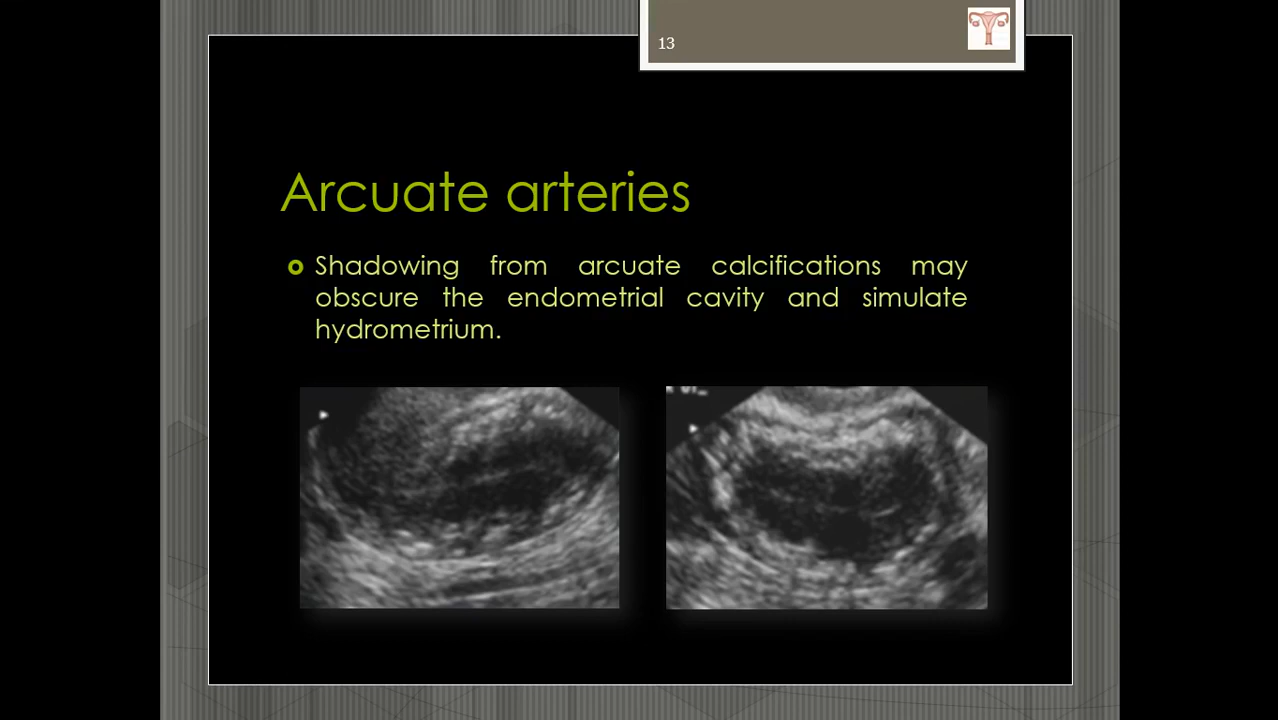 13
Arcuate arteries
Shadowing from arcuate calcifications may
obscure the endometrial cavity and simulate
hydrometrium.